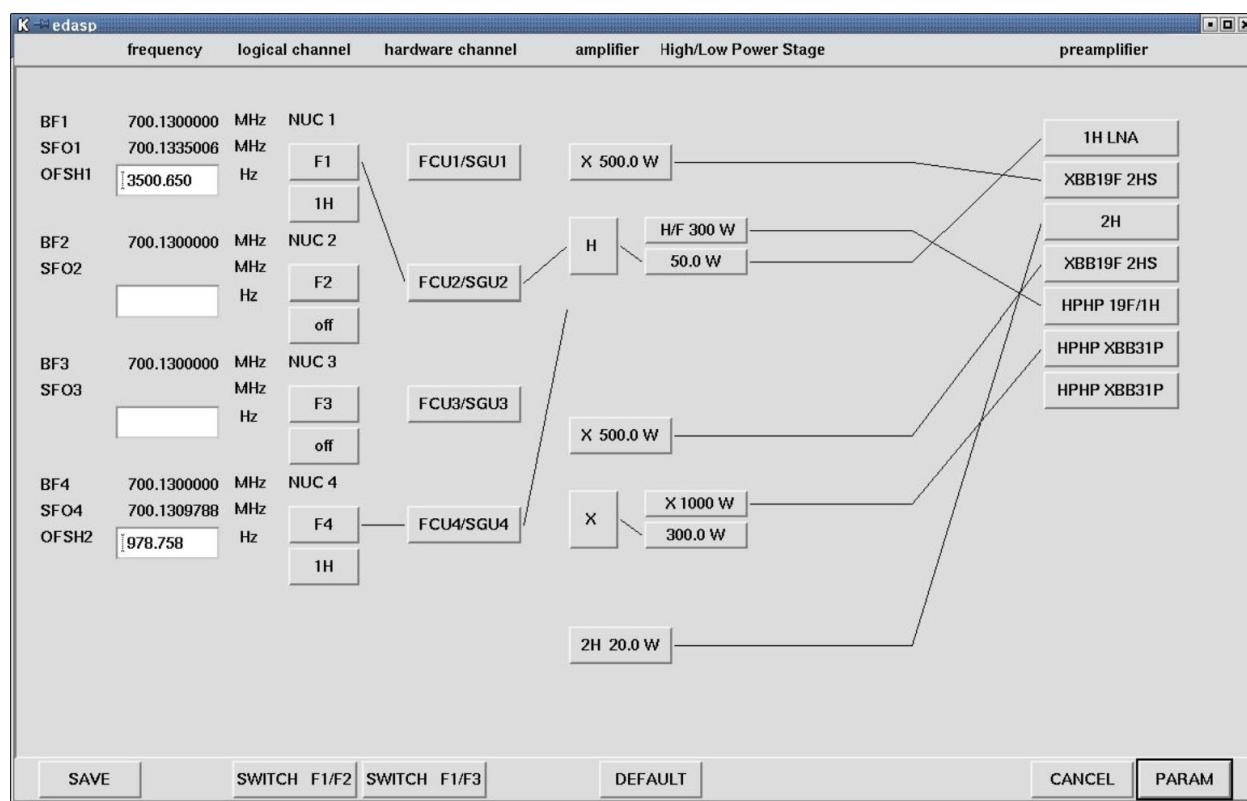 edasp
frequency logical channel hardware channel amplifier High/Low Power Stage preamplifier
BF1 700.1300000 MHz NUC 1
SFO1 700.1335006 MHz
OFSH1 3500.650 Hz
F1
1H
FCU1/SGU1
X 500.0 W
1H LNA
XBB19F 2HS
BF2 700.1300000 MHz NUC 2
SFO2 MHz
Hz
F2
off
FCU2/SGU2
H
H/F 300 W
50.0 W
2H
XBB19F 2HS
HPHP 19F/1H
BF3 700.1300000 MHz NUC 3
SFO3 MHz
Hz
F3
off
FCU3/SGU3
X 500.0 W
HPHP XBB31P
HPHP XBB31P
BF4 700.1300000 MHz NUC 4
SFO4 700.1309788 MHz
OFSH2 978.758 Hz
F4
1H
FCU4/SGU4
X
X 1000 W
300.0 W
2H 20.0 W
SAVE SWITCH F1/F2 SWITCH F1/F3 DEFAULT CANCEL PARAM